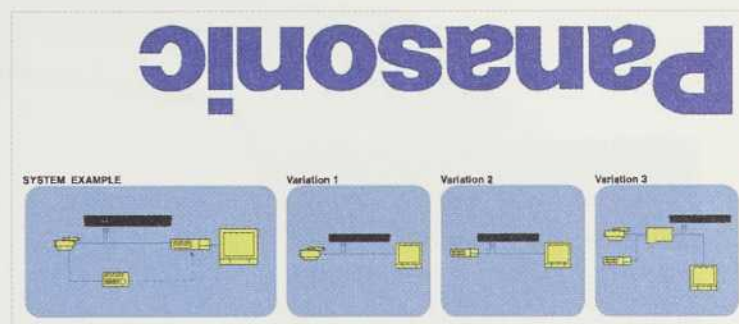 Panasonic
SYSTEM EXAMPLE
Variation 1
Variation 2
Variation 3